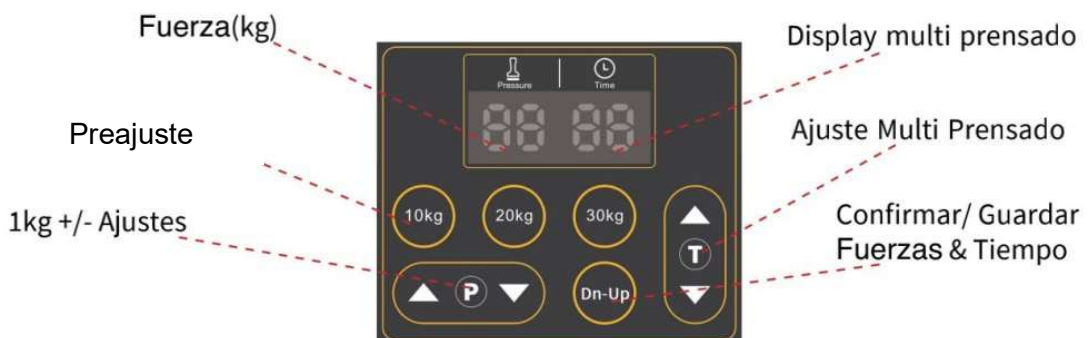 Fuerza(kg)
Display multi prensado
Pressure
Time
88 88
Preajuste
Ajuste Multi Prensado
10kg
20kg
30kg
1kg +/- Ajustes
Confirmar/ Guardar
Fuerzas & Tiempo
T
P
Dn-Up